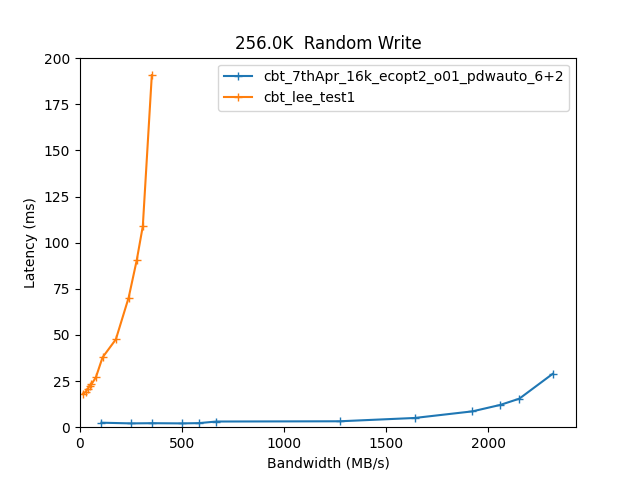 256.0K  Random Write
cbt_7thApr_16k_ecopt2_o01_pdwauto_6+2
cbt_lee_test1
Latency (ms)
200
175
150
125
100
75
50
25
0
0 500 1000 1500 2000
Bandwidth (MB/s)